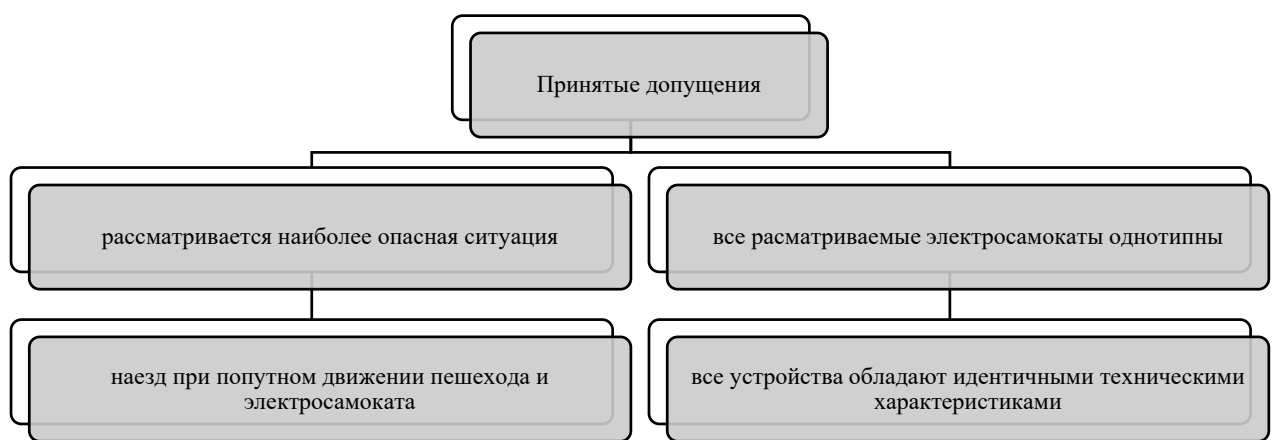 Принятые допущения
рассматривается наиболее опасная ситуация
все расматриваемые электросамокаты однотипны
наезд при попутном движении пешехода и
электросамоката
все устройства обладают идентичными техническими
характеристиками